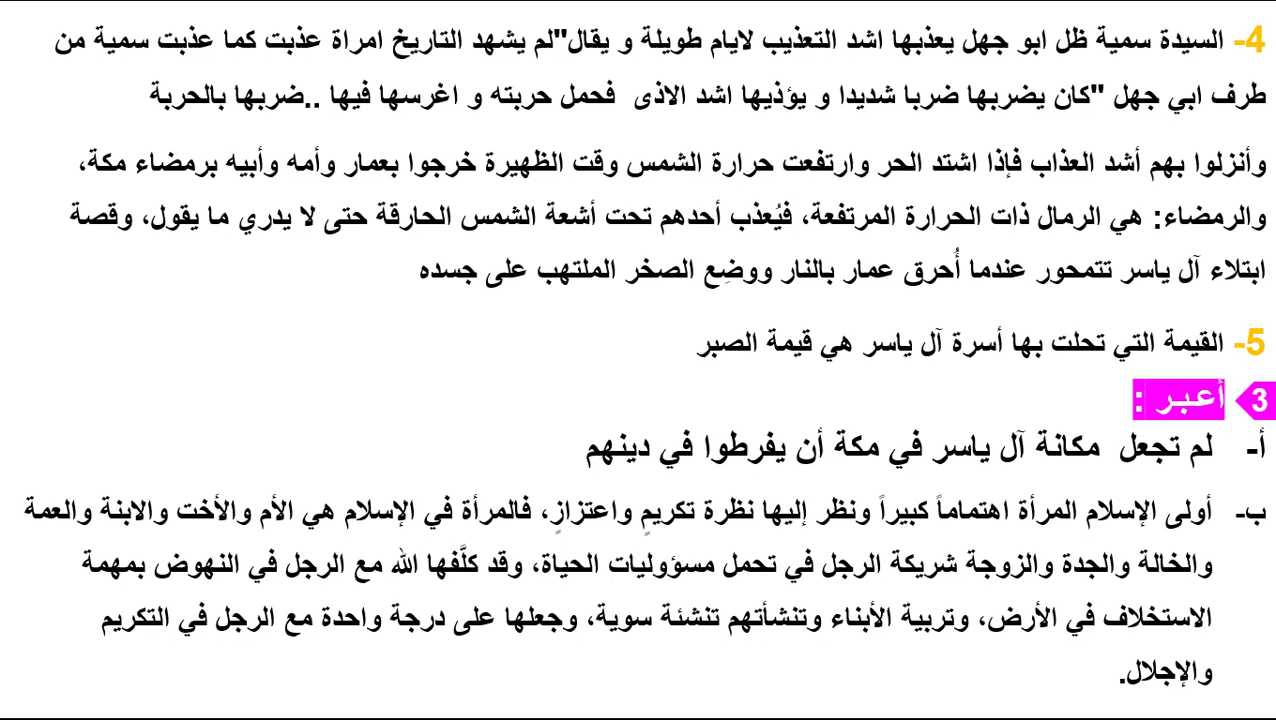 4- السيدة سمية ظل ابو جهل يعذبها اشد التعذيب لايام طويلة و يقال"لم يشهد التاريخ امراة عذبت كما عذبت سمية من
طرف ابي جهل "كان يضربها ضربا شديدا و يؤذيها اشد الاذى فحمل حربته و اغرسها فيها ..ضربها بالحربة
وأنزلوا بهم أشد العذاب فإذا اشتد الحر وارتفعت حرارة الشمس وقت الظهيرة خرجوا بعمار وأمه وأبيه برمضاء مكة،
والرمضاء: هي الرمال ذات الحرارة المرتفعة، فيُعذب أحدهم تحت أشعة الشمس الحارقة حتى لا يدري ما يقول، وقصة
ابتلاء آل ياسر تتمحور عندما أُحرق عمار بالنار ووضِع الصخر الملتهب على جسده
5- القيمة التي تحلت بها أسرة آل ياسر هي قيمة الصبر
3 أعبر :
أ- لم تجعل مكانة آل ياسر في مكة أن يفرطوا في دينهم
ب- أولى الإسلام المرأة اهتماماً كبيراً ونظر إليها نظرة تكريمٍ واعتزازٍ، فالمرأة في الإسلام هي الأم والأخت والابنة والعمة
والخالة والجدة والزوجة شريكة الرجل في تحمل مسؤوليات الحياة، وقد كلَّفها الله مع الرجل في النهوض بمهمة
الاستخلاف في الأرض، وتربية الأبناء وتنشأتهم تنشئة سوية، وجعلها على درجة واحدة مع الرجل في التكريم
والإجلال.